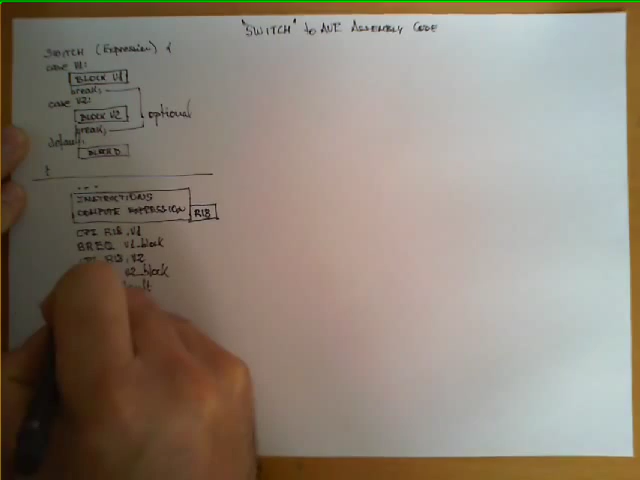 "SWITCH" to AVR ASSEMBLY CODE
SWITCH (Expression) {
case V1:
BLOCK V1
break;
case V2:
BLOCK V2
break;
optional
default:
BLOCK D
}
...
INSTRUCTIONS
COMPUTE EXPRESSION
R18
CPI R18, V1
BREQ V1_block
CPI R18, V2
V2_block